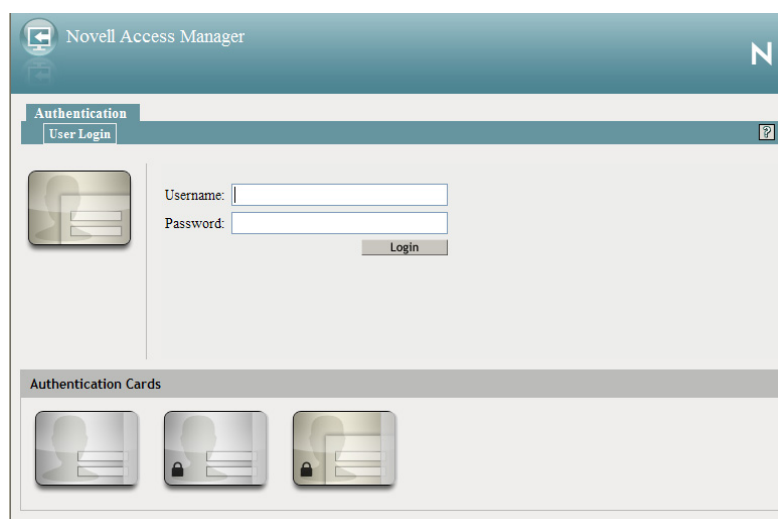 Novell Access Manager
N
Authentication
User Login
?
Username:
Password:
Login
Authentication Cards